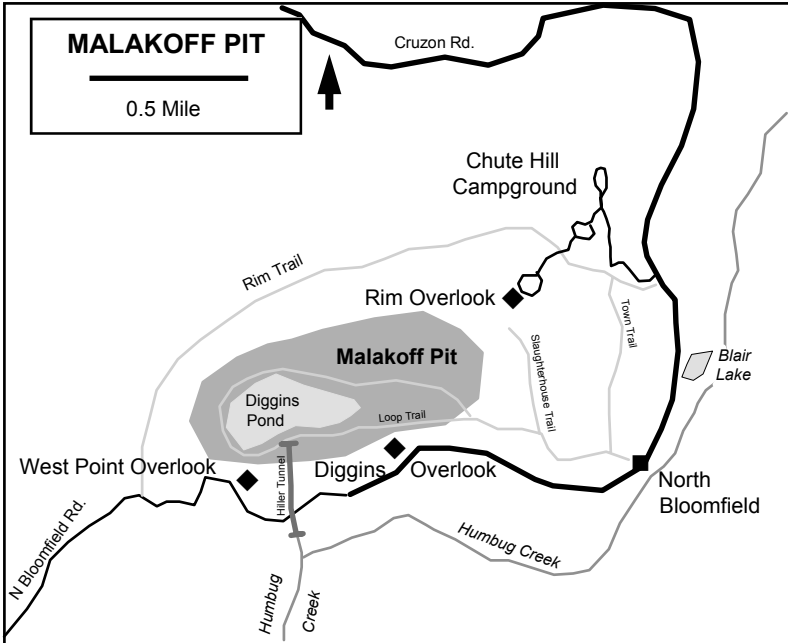 MALAKOFF PIT
0.5 Mile
Cruzon Rd.
Chute Hill
Campground
Rim Trail
Rim Overlook
Town Trail
Slaughterhouse Trail
Malakoff Pit
Blair
Lake
Diggins
Pond
Loop Trail
West Point Overlook
Diggins Overlook
Hiller Tunnel
North
Bloomfield
N Bloomfield Rd.
Humbug Creek
Humbug
Creek